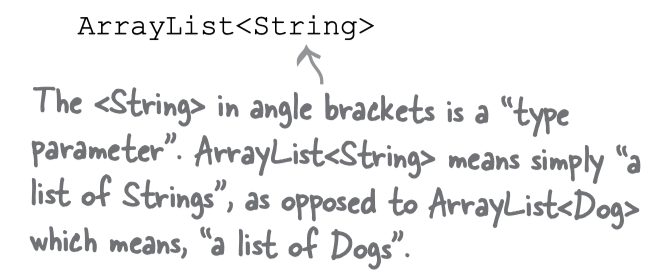 ArrayList<String>
The <String> in angle brackets is a “type
parameter”. ArrayList<String> means simply “a
list of Strings”, as opposed to ArrayList<Dog>
which means, “a list of Dogs”.